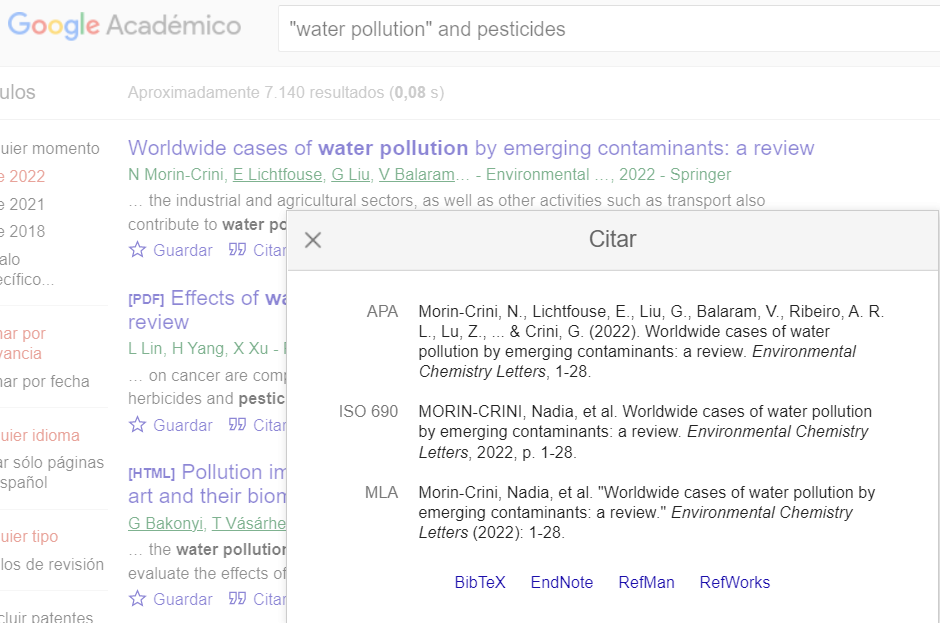 Google Académico
"water pollution" and pesticides
ulos
Aproximadamente 7.140 resultados (0,08 s)
uier momento
e 2022
e 2021
e 2018
alo
ecífico...
nar por
vancia
nar por fecha
uier idioma
ar sólo páginas
spañol
uier tipo
los de revisión
cluir patentes
Worldwide cases of water pollution by emerging contaminants: a review
N Morin-Crini, E Lichtfouse, G Liu, V Balaram… - Environmental …, 2022 - Springer
… the industrial and agricultural sectors, as well as other activities such as transport also
contribute to water po
Guardar Citar
[PDF] Effects of wa
review
L Lin, H Yang, X Xu -
… on cancer are comp
herbicides and pestic
Guardar Citar
[HTML] Pollution im
art and their biom
G Bakonyi, T Vásárhe
… the water pollution
evaluate the effects of
Guardar Citar
Citar
APA Morin-Crini, N., Lichtfouse, E., Liu, G., Balaram, V., Ribeiro, A. R.
L., Lu, Z., ... & Crini, G. (2022). Worldwide cases of water
pollution by emerging contaminants: a review. Environmental
Chemistry Letters, 1-28.
ISO 690 MORIN-CRINI, Nadia, et al. Worldwide cases of water pollution
by emerging contaminants: a review. Environmental Chemistry
Letters, 2022, p. 1-28.
MLA Morin-Crini, Nadia, et al. "Worldwide cases of water pollution by
emerging contaminants: a review." Environmental Chemistry
Letters (2022): 1-28.
BibTeX EndNote RefMan RefWorks